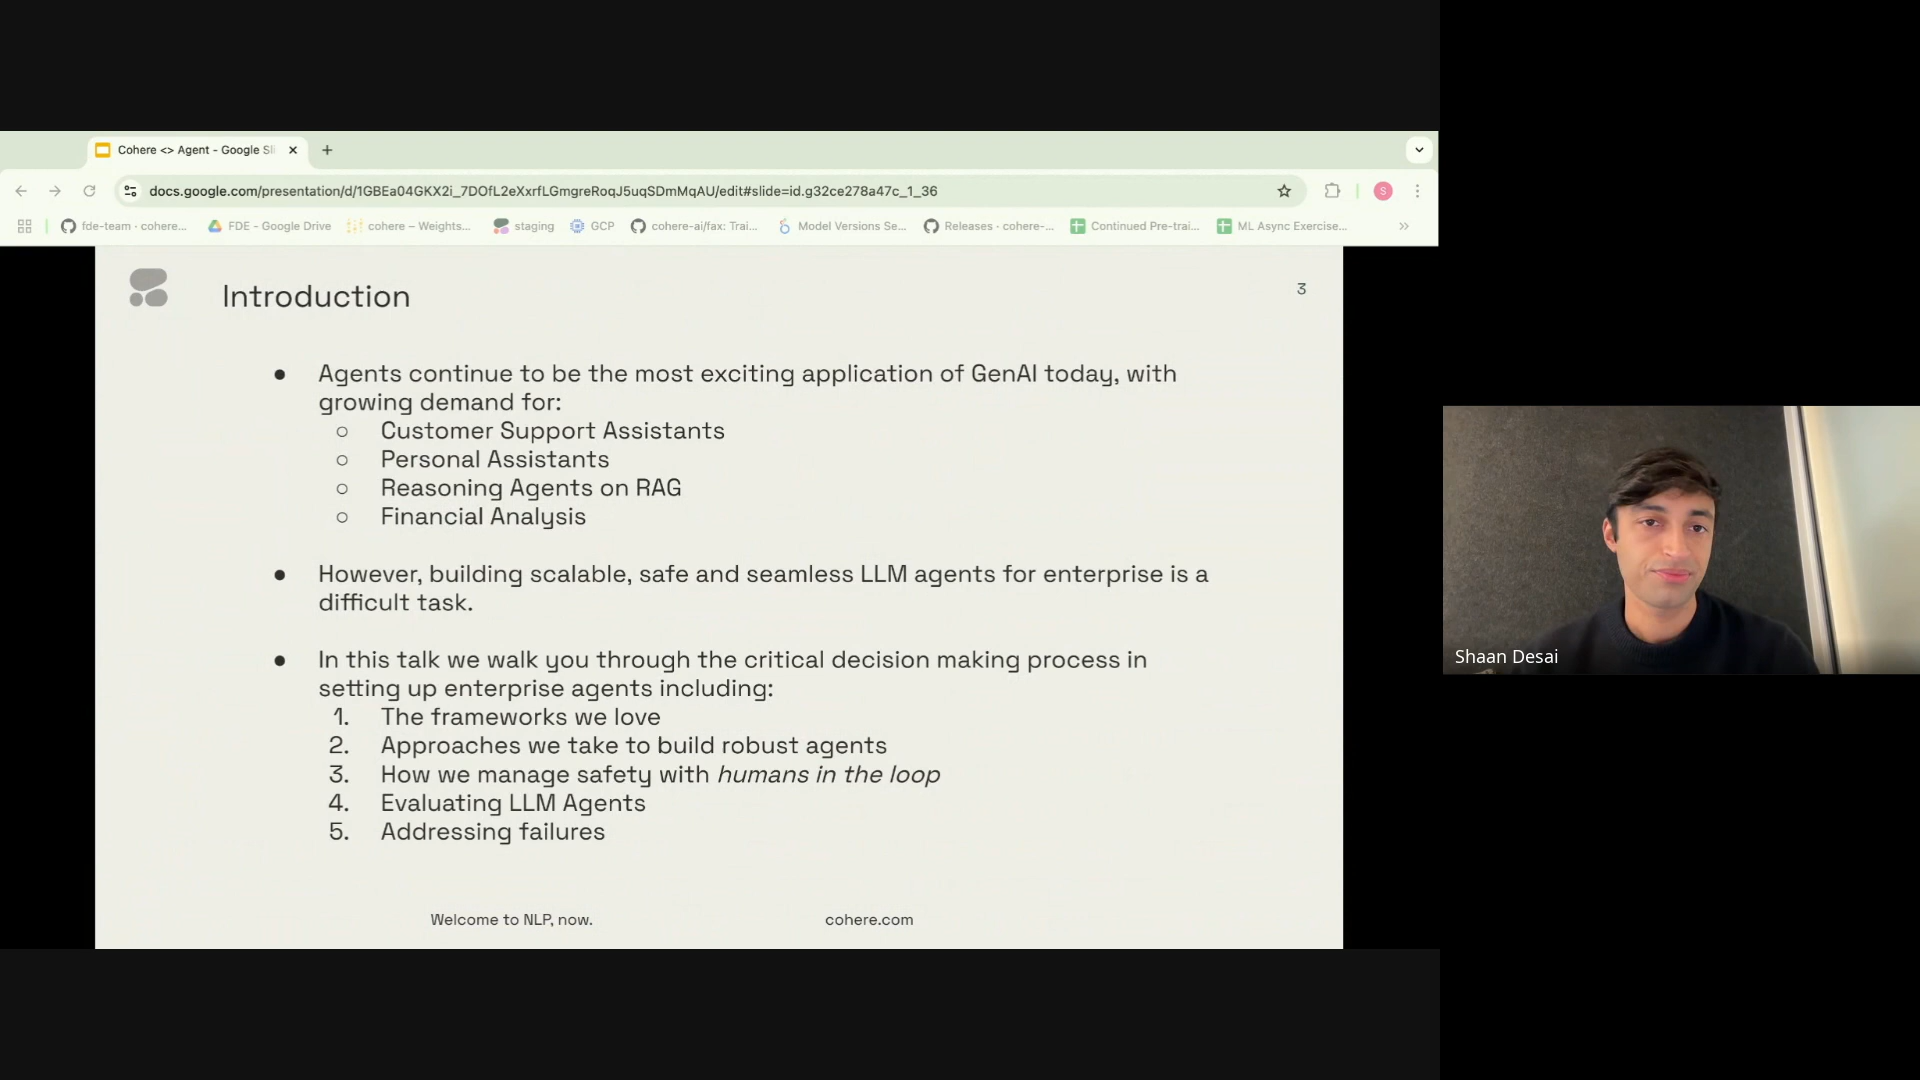 Cohere <> Agent - Google Sli
docs.google.com/presentation/d/1GBEa04GKX2i_7DOfL2eXxrfLGmgreRoqJ5uqSDmMqAU/edit#slide=id.g32ce278a47c_1_36
S
fde-team · cohere...
FDE - Google Drive
cohere – Weights...
staging
GCP
cohere-ai/fax: Trai...
Model Versions Se...
Releases · cohere-...
Continued Pre-trai...
ML Async Exercise...
Introduction
3
● Agents continue to be the most exciting application of GenAI today, with
growing demand for:
○ Customer Support Assistants
○ Personal Assistants
○ Reasoning Agents on RAG
○ Financial Analysis
● However, building scalable, safe and seamless LLM agents for enterprise is a
difficult task.
● In this talk we walk you through the critical decision making process in
setting up enterprise agents including:
1. The frameworks we love
2. Approaches we take to build robust agents
3. How we manage safety with humans in the loop
4. Evaluating LLM Agents
5. Addressing failures
Welcome to NLP, now.
cohere.com
Shaan Desai